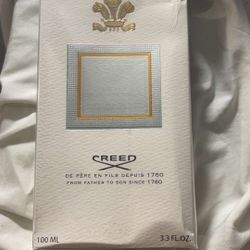 CREED
DE PÈRE EN FILS DEPUIS 1760
FROM FATHER TO SON SINCE 1760
100 ML
3.3 FL.OZ.